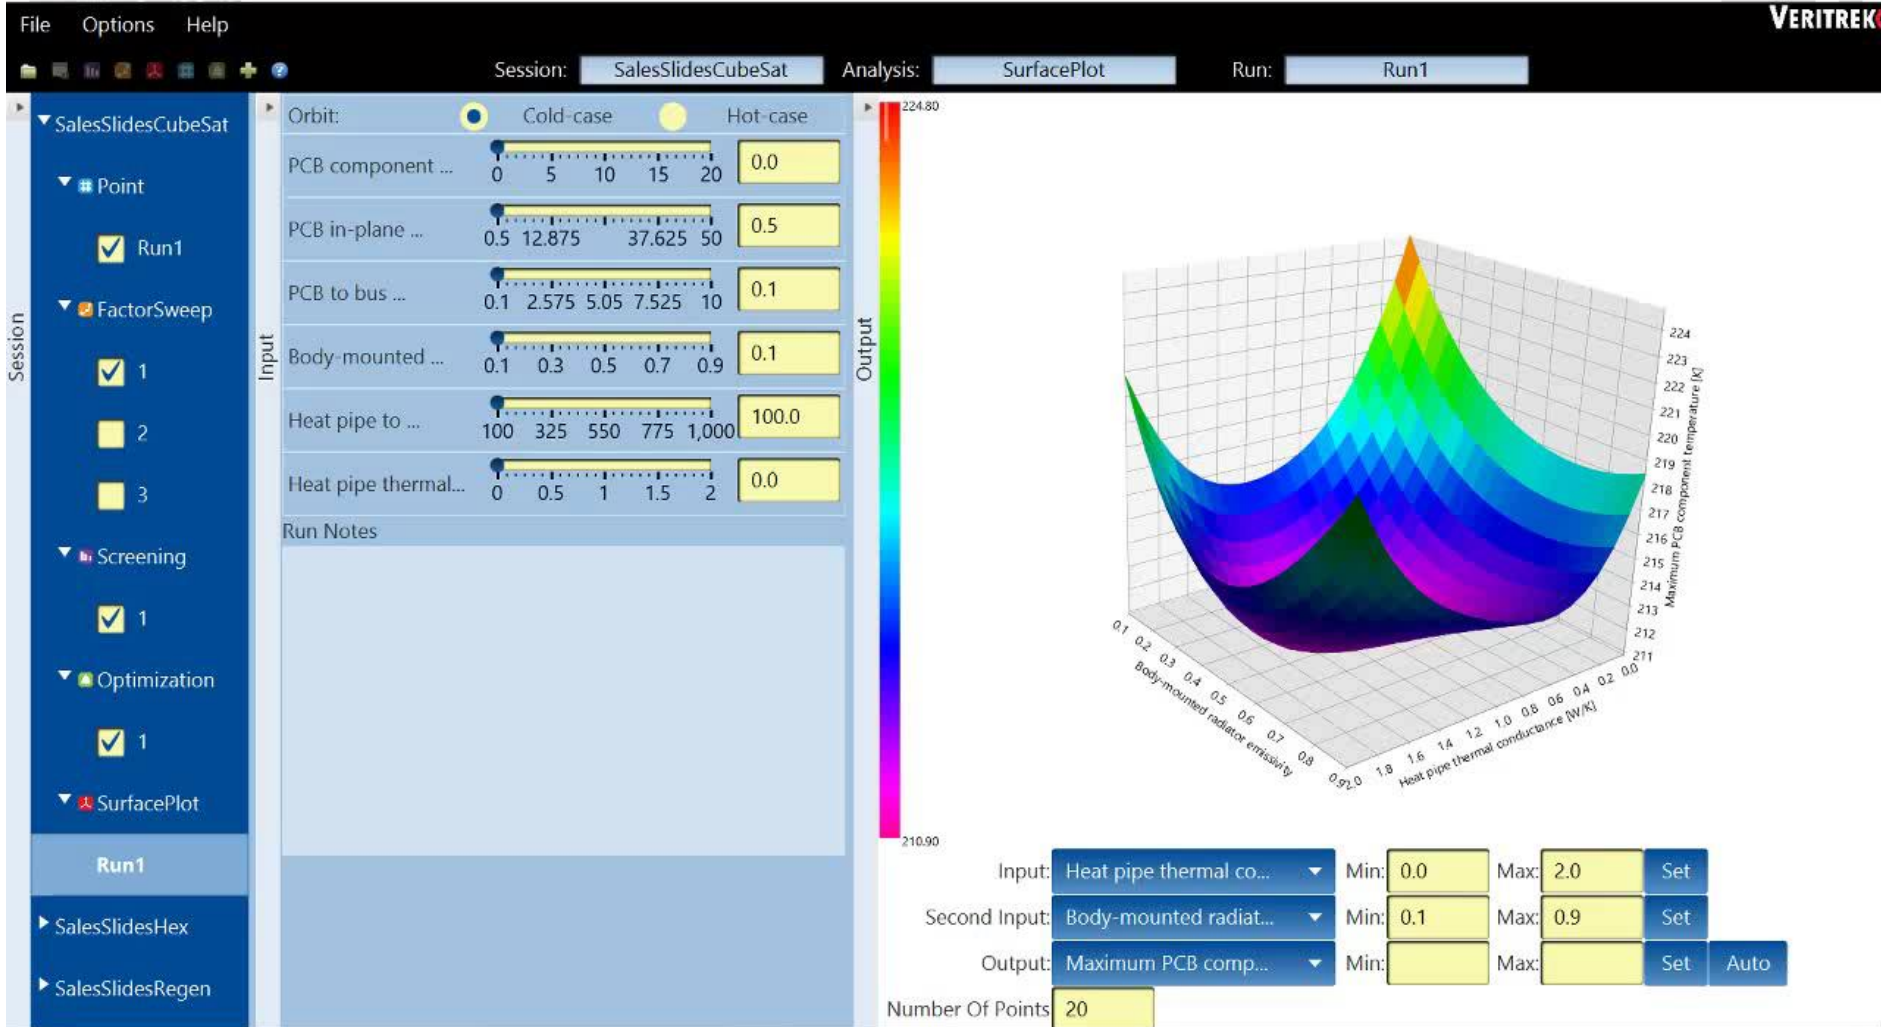 File Options Help
VERITREK
Session: SalesSlidesCubeSat Analysis: SurfacePlot Run: Run1
Session
SalesSlidesCubeSat
Point
Run1
FactorSweep
1
2
3
Screening
1
Optimization
1
SurfacePlot
Run1
SalesSlidesHex
SalesSlidesRegen
Input
Orbit: Cold-case Hot-case
PCB component ... 0 5 10 15 20 0.0
PCB in-plane ... 0.5 12.875 37.625 50 0.5
PCB to bus ... 0.1 2.575 5.05 7.525 10 0.1
Body-mounted ... 0.1 0.3 0.5 0.7 0.9 0.1
Heat pipe to ... 100 325 550 775 1,000 100.0
Heat pipe thermal... 0 0.5 1 1.5 2 0.0
Run Notes
Output
224.80
210.90
224
223
222
221
220
219
218
217
216
215
214
213
212
211
Maximum PCB component temperature [K]
0.1 0.2 0.3 0.4 0.5 0.6 0.7 0.8 0.9
Body-mounted radiator emissivity
2.0 1.8 1.6 1.4 1.2 1.0 0.8 0.6 0.4 0.2 0.0
Heat pipe thermal conductance [W/K]
Input: Heat pipe thermal co... Min: 0.0 Max: 2.0 Set
Second Input: Body-mounted radiat... Min: 0.1 Max: 0.9 Set
Output: Maximum PCB comp... Min: Max: Set Auto
Number Of Points 20